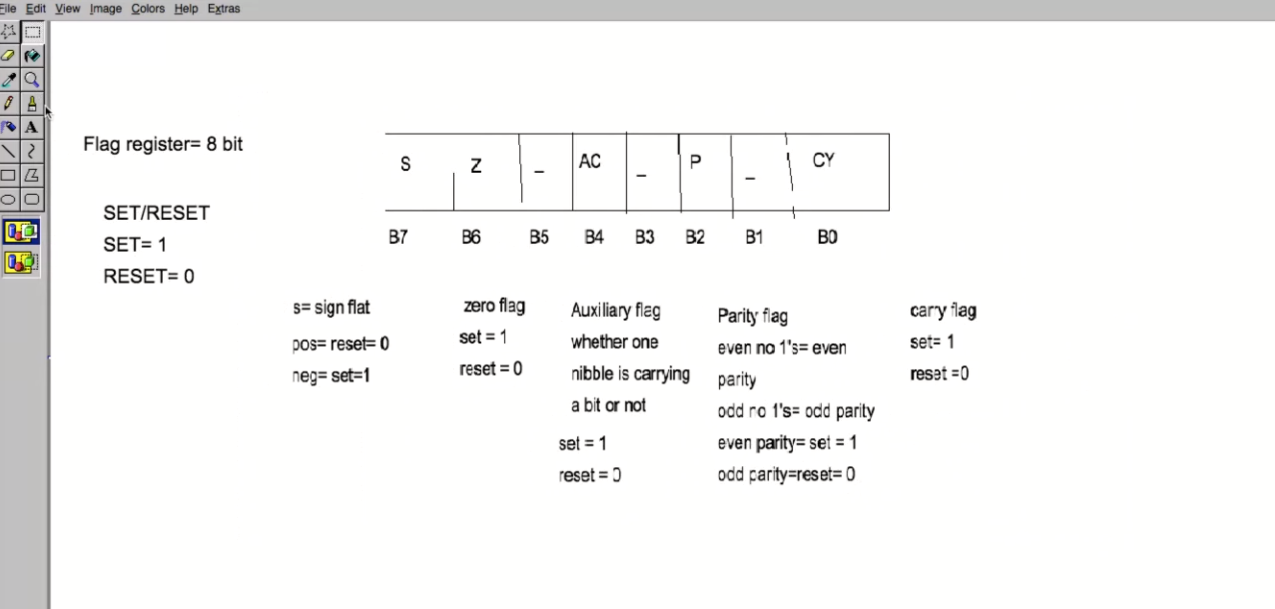 File Edit View Image Colors Help Extras
Flag register= 8 bit
S Z _ AC _ P _ CY
B7 B6 B5 B4 B3 B2 B1 B0
SET/RESET
SET= 1
RESET= 0
s= sign flat
pos= reset= 0
neg= set=1
zero flag
set = 1
reset = 0
Auxiliary flag
whether one
nibble is carrying
a bit or not
set = 1
reset = 0
Parity flag
even no 1's= even
parity
odd no 1's= odd parity
even parity= set = 1
odd parity=reset= 0
carry flag
set= 1
reset =0